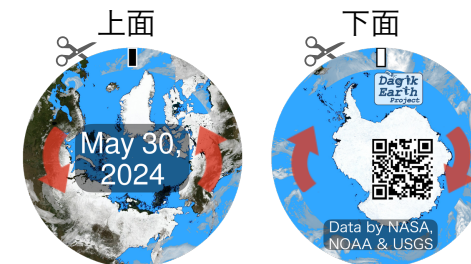 上面
下面
Dagik
Earth
Project
May 30,
2024
Data by NASA,
NOAA & USGS